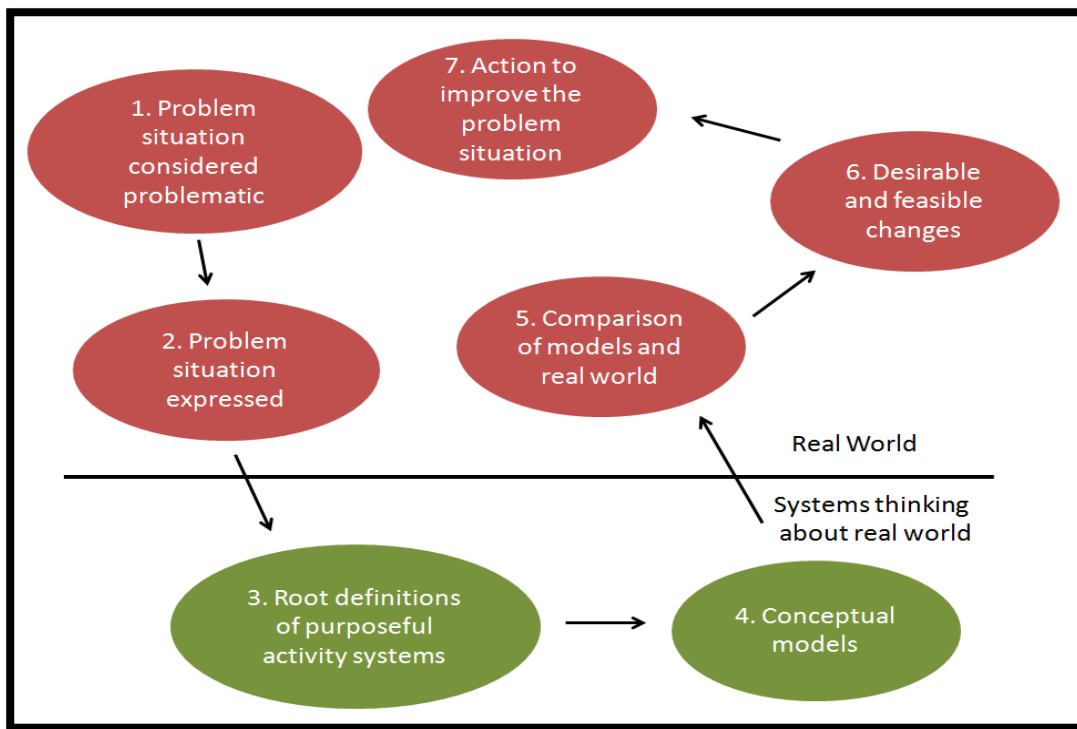 1. Problem
situation
considered
problematic
2. Problem
situation
expressed
3. Root definitions
of purposeful
activity systems
4. Conceptual
models
5. Comparison
of models and
real world
6. Desirable
and feasible
changes
7. Action to
improve the
problem
situation
Real World
Systems thinking
about real world